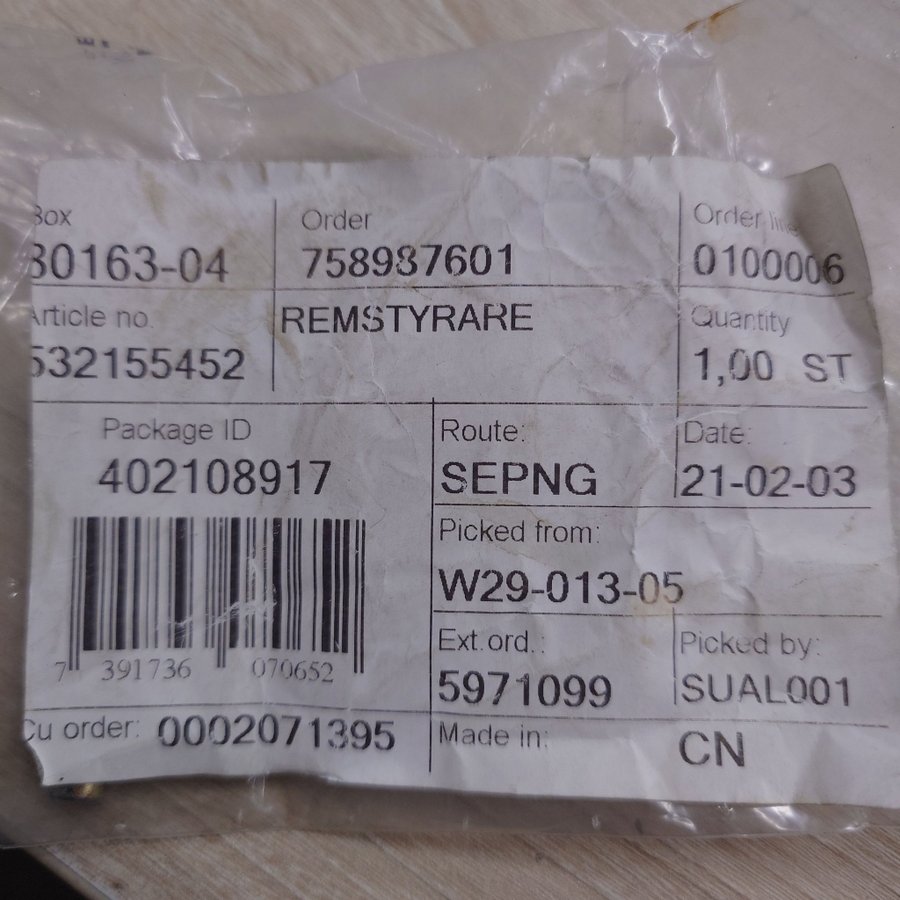 Box Order Order line
80163-04 758987601 0100006
Article no. REMSTYRARE Quantity
532155452 1,00 ST
Package ID Route: Date:
402108917 SEPNG 21-02-03
Picked from:
W29-013-05
Ext.ord.: Picked by:
7 391736 070652 5971099 SUAL001
Cu order: 0002071395 Made in: CN